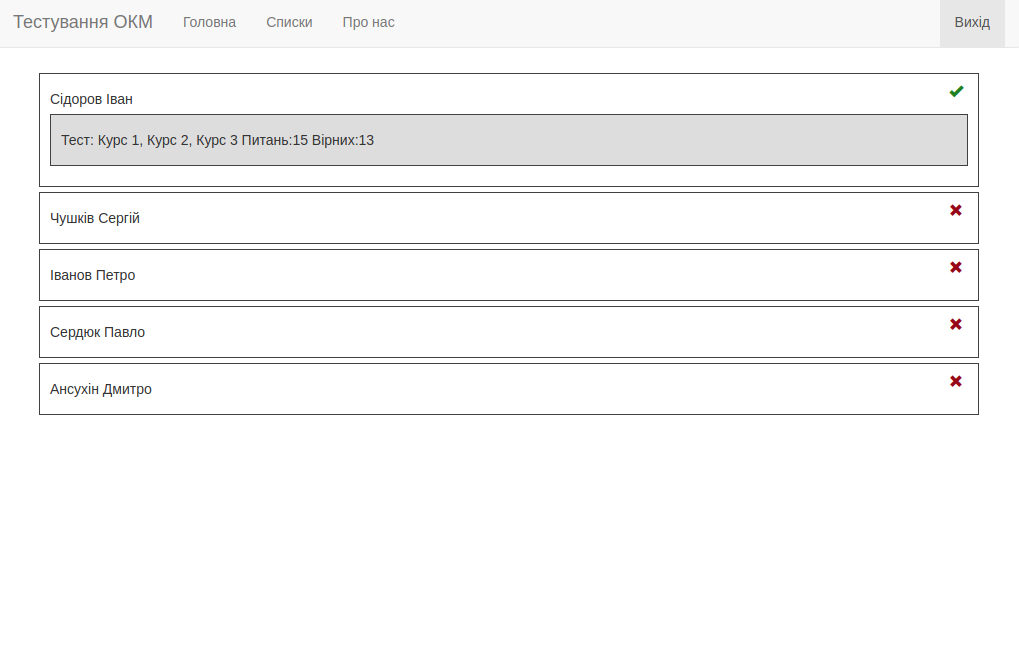 Тестування ОКМ Головна Списки Про нас Вихід
Сідоров Іван
Тест: Курс 1, Курс 2, Курс 3 Питань:15 Вірних:13
Чушків Сергій
Іванов Петро
Сердюк Павло
Ансухін Дмитро